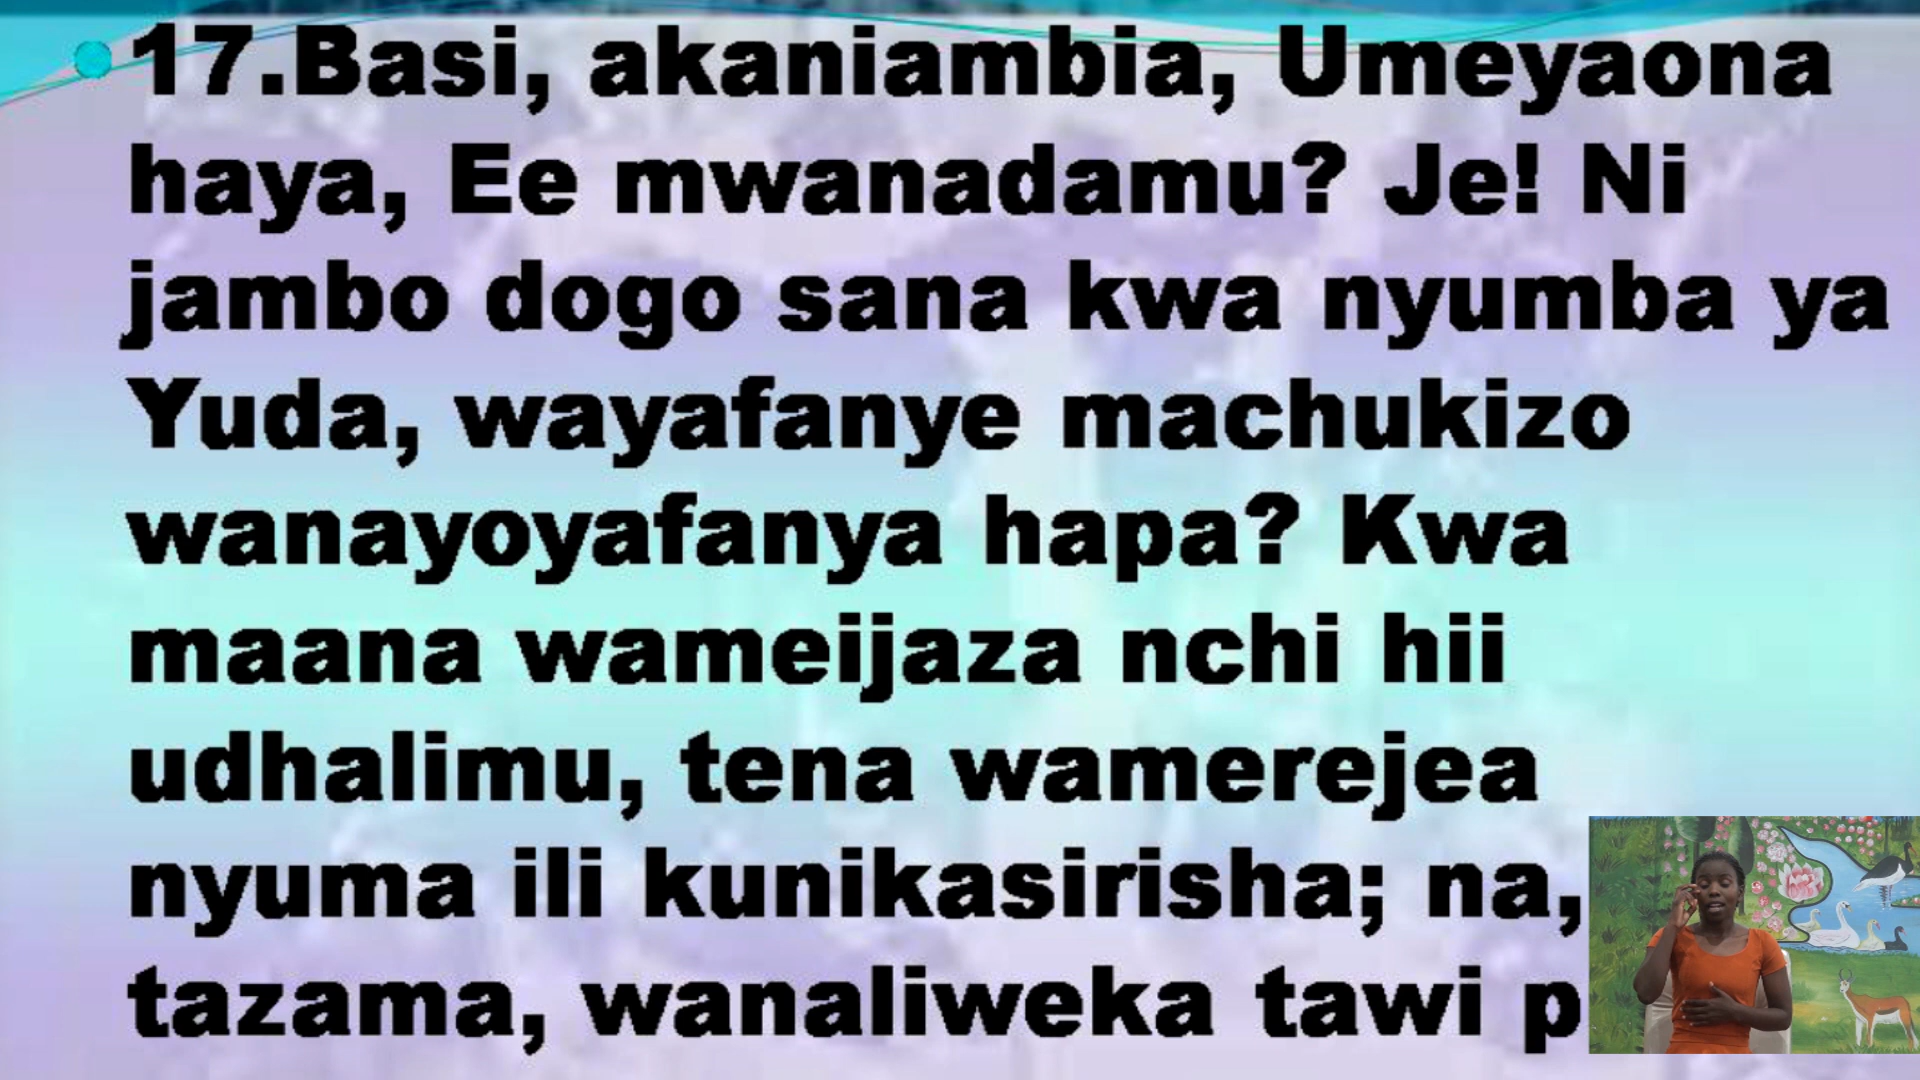 17.Basi, akaniambia, Umeyaona
haya, Ee mwanadamu? Je! Ni
jambo dogo sana kwa nyumba ya
Yuda, wayafanye machukizo
wanayoyafanya hapa? Kwa
maana wameijaza nchi hii
udhalimu, tena wamerejea
nyuma ili kunikasirisha; na,
tazama, wanaliweka tawi